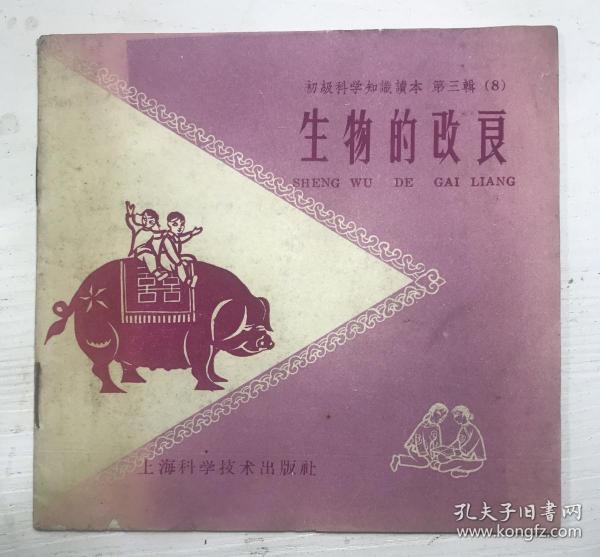 初级科学知識讀本 第三輯(8)
生物的改良
SHENG WU DE GAI LIANG
囍
上海科学技术出版社
孔夫子旧书网
www.kongfz.com